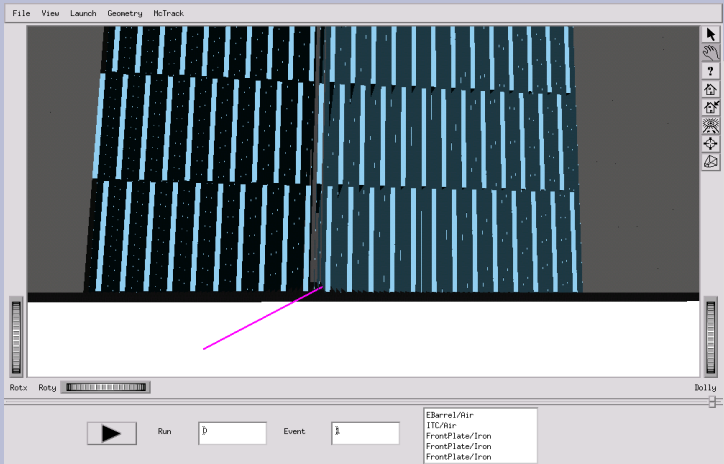 File View Launch Geometry McTrack
?
Rotx Roty Dolly
Run Event
EBarrel/Air
ITC/Air
FrontPlate/Iron
FrontPlate/Iron
FrontPlate/Iron